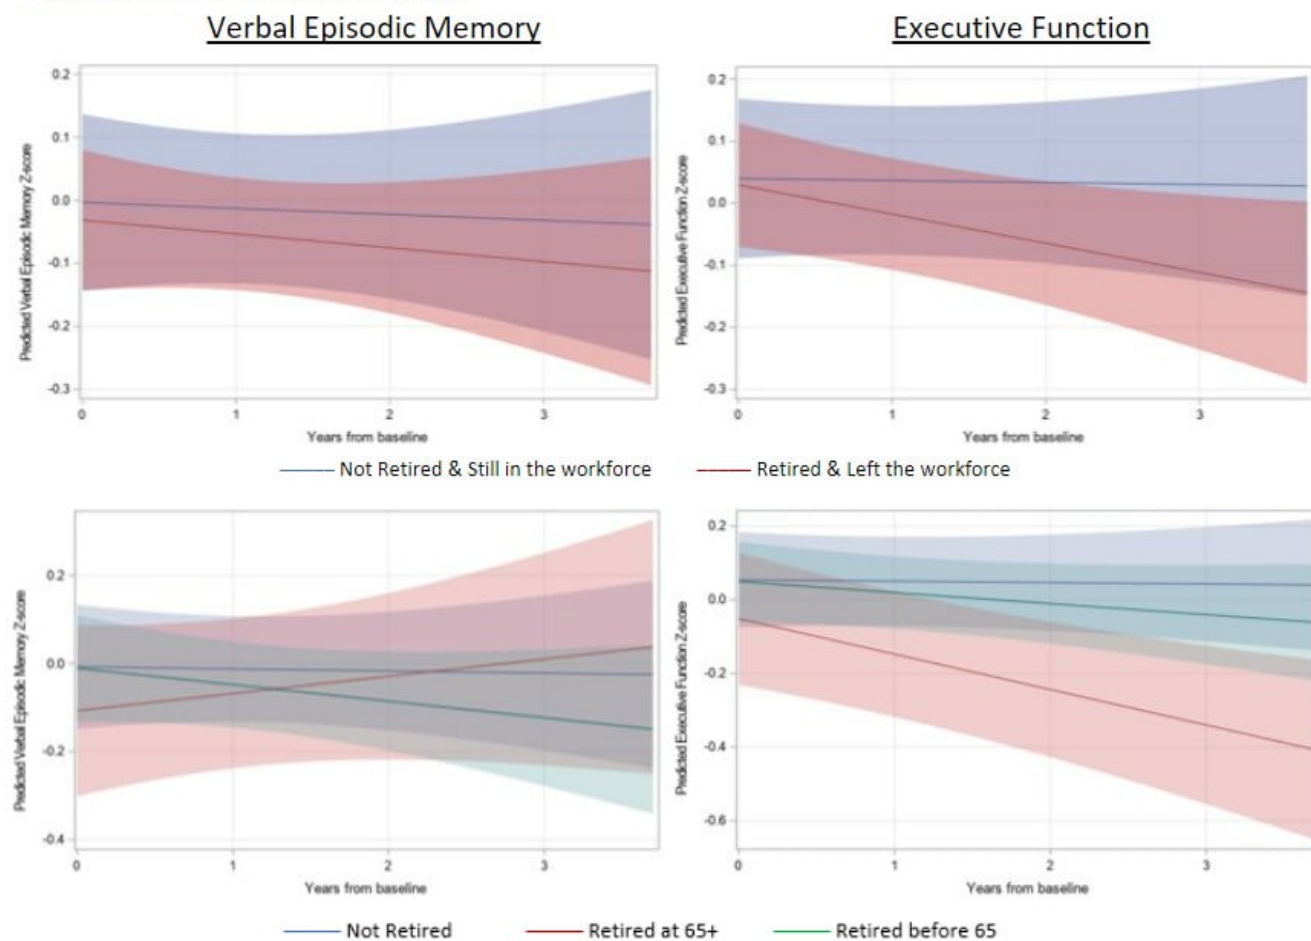 Verbal Episodic Memory
Executive Function
Predicted Verbal Episodic Memory Z-score
0.2
0.1
0.0
-0.1
-0.2
-0.3
0 1 2 3
Years from baseline
Predicted Executive Function Z-score
0.2
0.1
0.0
-0.1
-0.2
-0.3
0 1 2 3
Years from baseline
Not Retired & Still in the workforce
Retired & Left the workforce
Predicted Verbal Episodic Memory Z-score
0.2
0.0
-0.2
-0.4
0 1 2 3
Years from baseline
Predicted Executive Function Z-score
0.2
0.0
-0.2
-0.4
-0.6
0 1 2 3
Years from baseline
Not Retired
Retired at 65+
Retired before 65